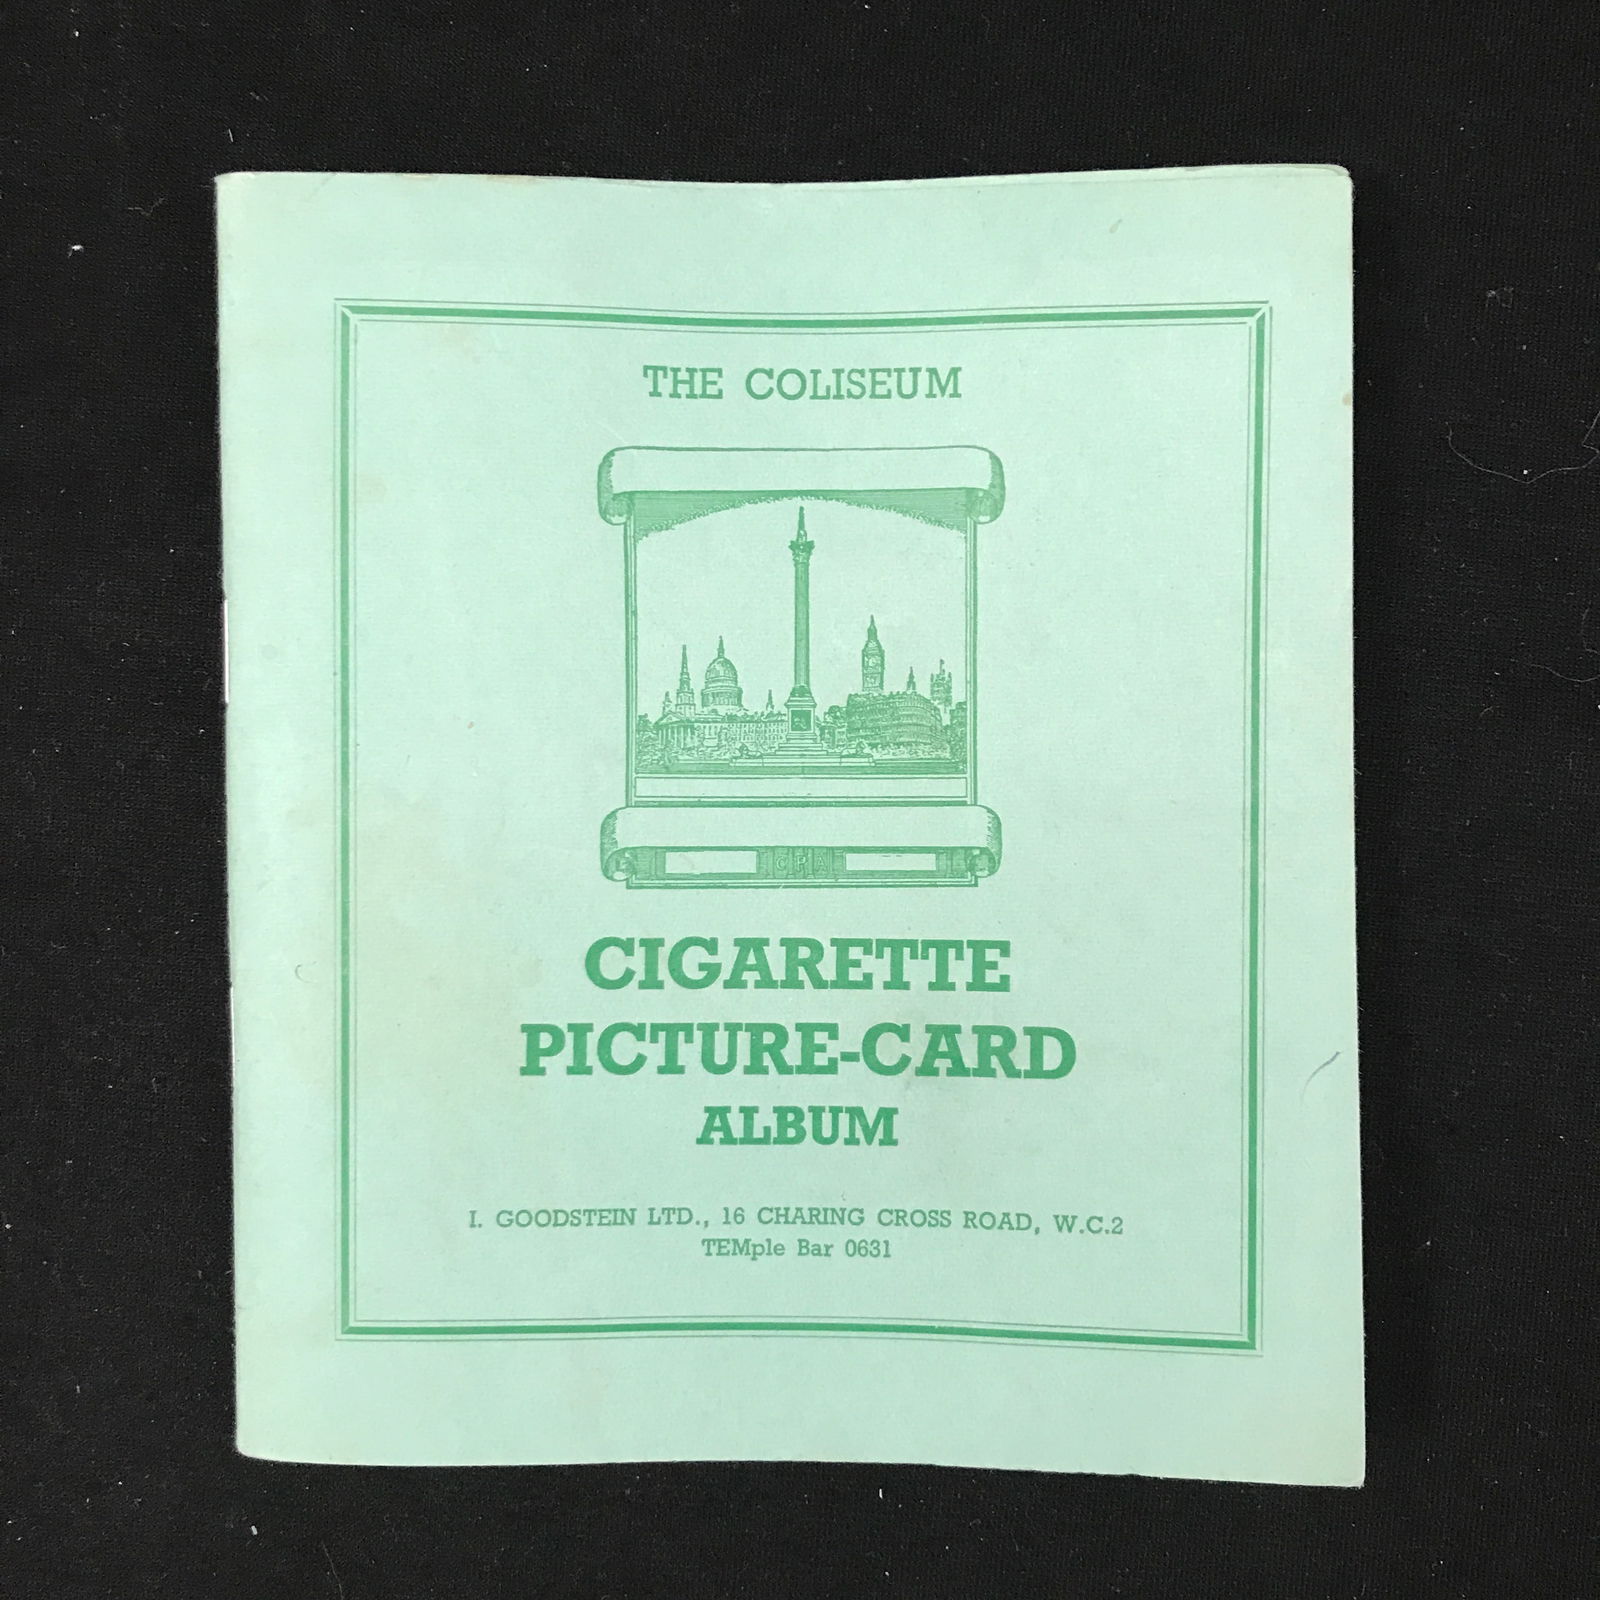 THE COLISEUM
C P A
CIGARETTE
PICTURE-CARD
ALBUM
I. GOODSTEIN LTD., 16 CHARING CROSS ROAD, W.C.2
TEMple Bar 0631